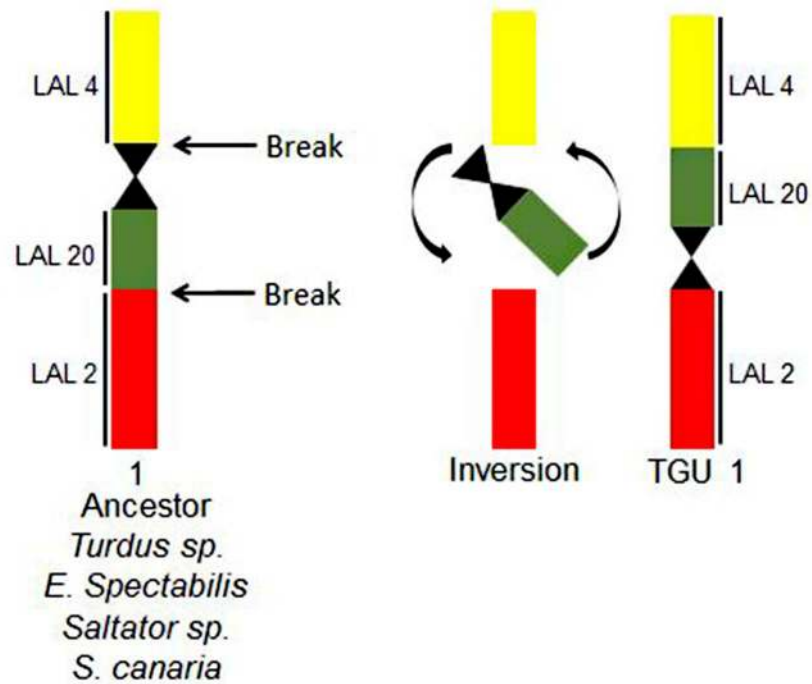 LAL 4
Break
LAL 20
Break
LAL 2
1
Ancestor
Turdus sp.
E. Spectabilis
Saltator sp.
S. canaria
Inversion
LAL 4
LAL 20
LAL 2
TGU 1